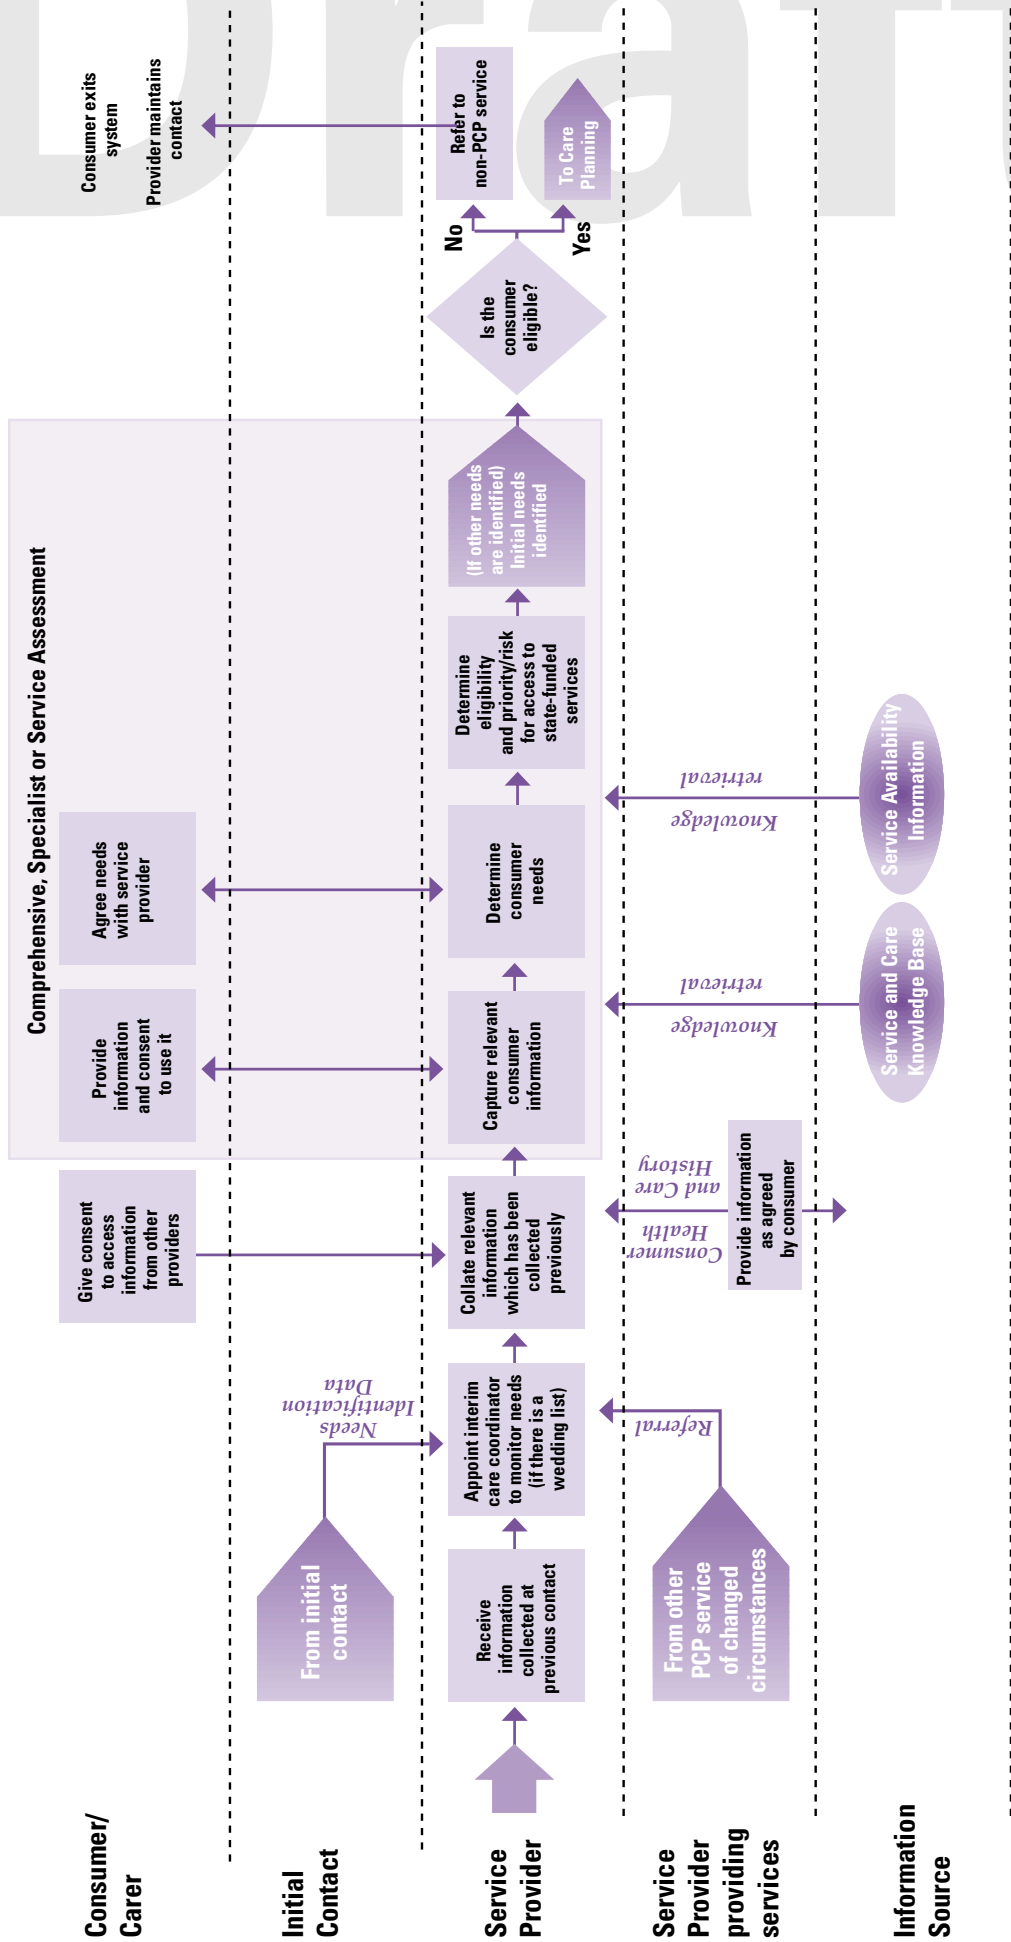 Draft
Comprehensive, Specialist or Service Assessment
Consumer/
Carer
Give consent
to access
information
from other
providers
Provide
information
and consent
to use it
Agree needs
with service
provider
Consumer exits
system
Provider maintains
contact
Initial
Contact
From initial
contact
Needs
Identification
Data
Service
Provider
Receive
information
collected at
previous contact
Appoint interim
care coordinator
to monitor needs
(if there is a
wedding list)
Collate relevant
information
which has been
collected
previously
Capture relevant
consumer
information
Determine
consumer
needs
Determine
eligibility
and priority/risk
for access to
state-funded
services
(If other needs
are identified)
Initial needs
identified
Is the
consumer
eligible?
No
Yes
Refer to
non-PCP service
To Care
Planning
Service
Provider
providing
services
From other
PCP service
of changed
circumstances
Referral
Consumer
Health
and Care
History
Provide information
as agreed
by consumer
Knowledge
retrieval
Knowledge
retrieval
Information
Source
Service and Care
Knowledge Base
Service Availability
Information